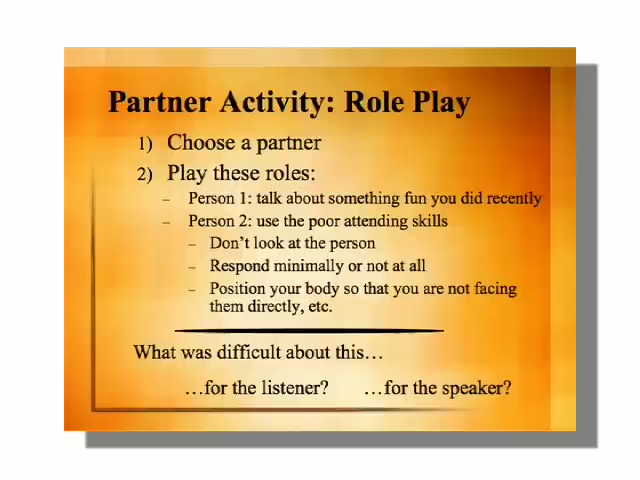 Partner Activity: Role Play
1) Choose a partner
2) Play these roles:
– Person 1: talk about something fun you did recently
– Person 2: use the poor attending skills
– Don't look at the person
– Respond minimally or not at all
– Position your body so that you are not facing
them directly, etc.
What was difficult about this…
…for the listener? …for the speaker?